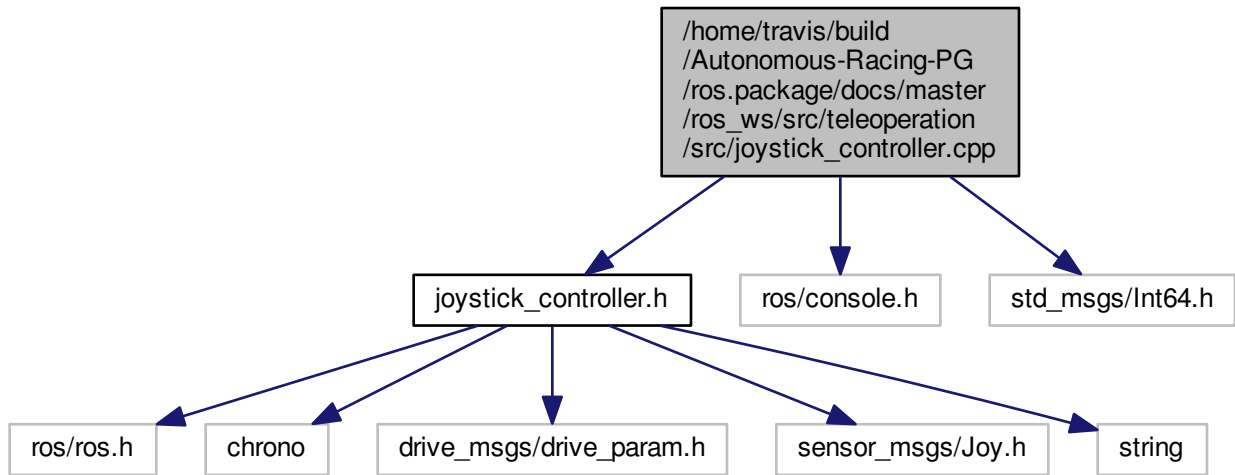 /home/travis/build
/Autonomous-Racing-PG
/ros.package/docs/master
/ros_ws/src/teleoperation
/src/joystick_controller.cpp
joystick_controller.h
ros/console.h
std_msgs/Int64.h
ros/ros.h
chrono
drive_msgs/drive_param.h
sensor_msgs/Joy.h
string